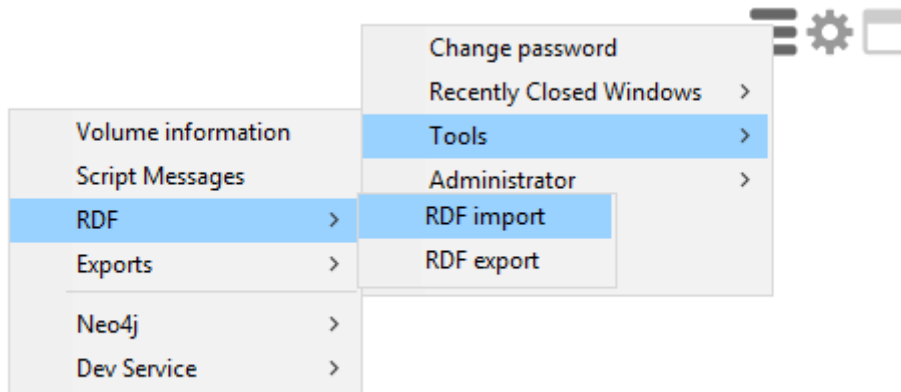 Change password
Recently Closed Windows
Tools
Administrator
Volume information
Script Messages
RDF
Exports
Neo4j
Dev Service
RDF import
RDF export